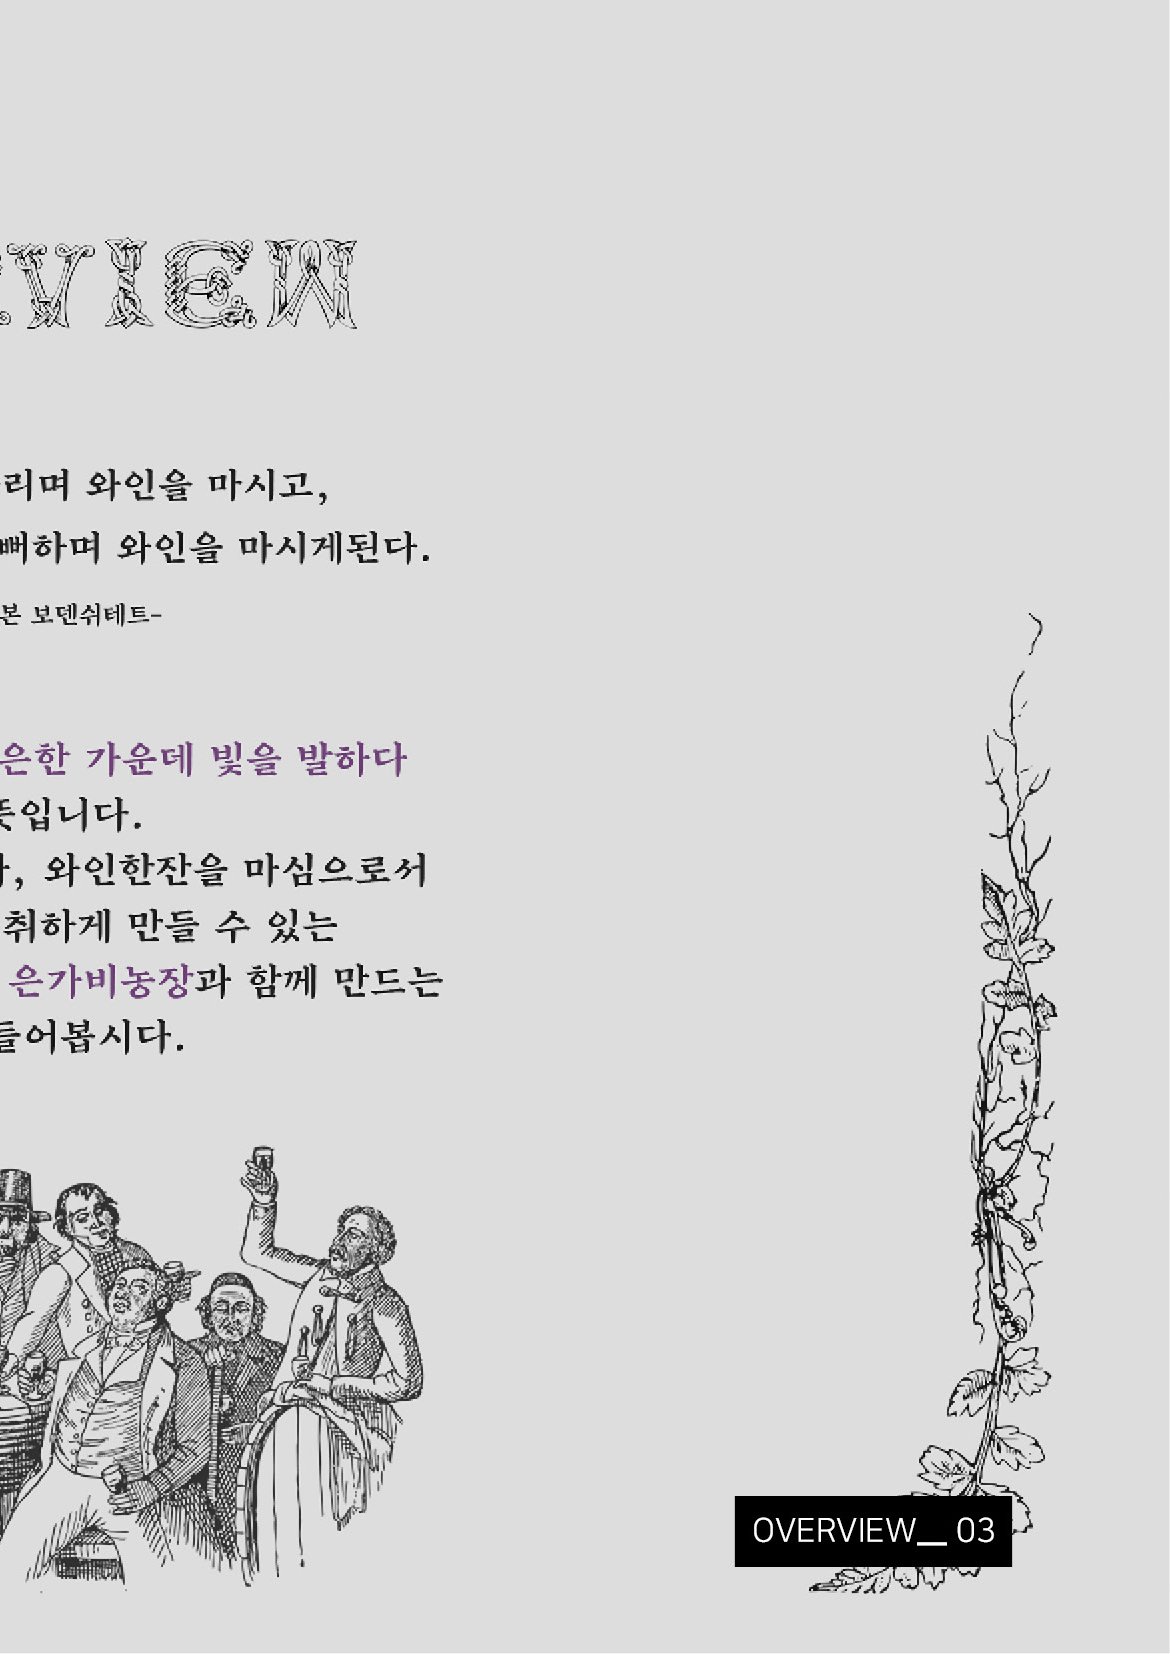 VIEW
리며 와인을 마시고,
뻐하며 와인을 마시게된다.
본 보덴쉬테트-
은한 가운데 빛을 발하다
뜻입니다.
와인한잔을 마심으로서
취하게 만들 수 있는
은가비농장과 함께 만드는
들어봅시다.
OVERVIEW__ 03